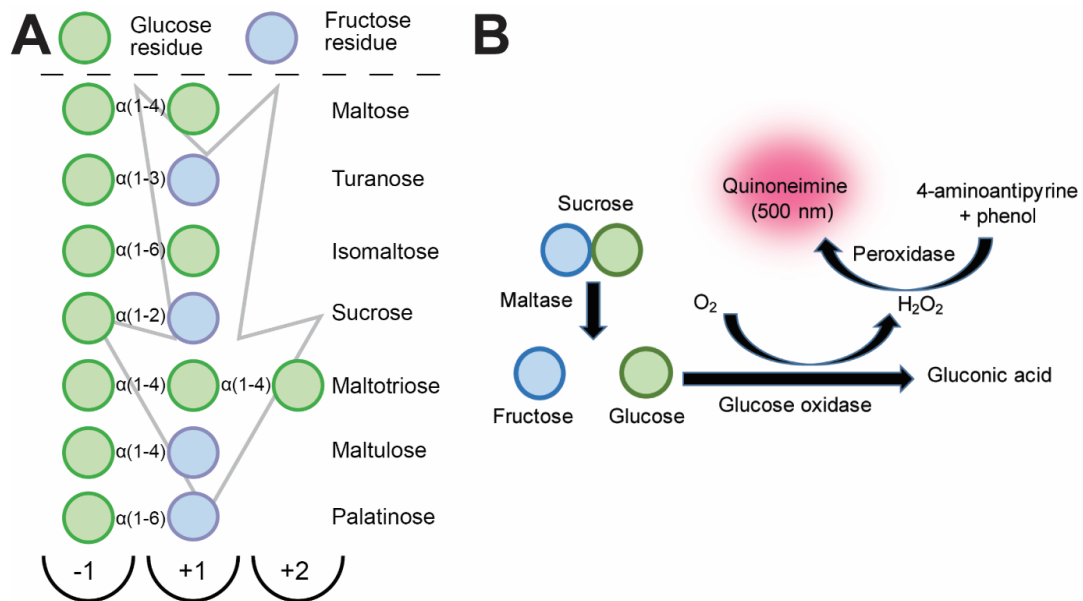 A
Glucose
residue
Fructose
residue
α(1-4)
Maltose
α(1-3)
Turanose
α(1-6)
Isomaltose
α(1-2)
Sucrose
α(1-4)
α(1-4)
Maltotriose
α(1-4)
Maltulose
α(1-6)
Palatinose
-1
+1
+2
B
Quinoneimine
(500 nm)
4-aminoantipyrine
+ phenol
Sucrose
Peroxidase
Maltase
O₂
H₂O₂
Gluconic acid
Fructose
Glucose
Glucose oxidase